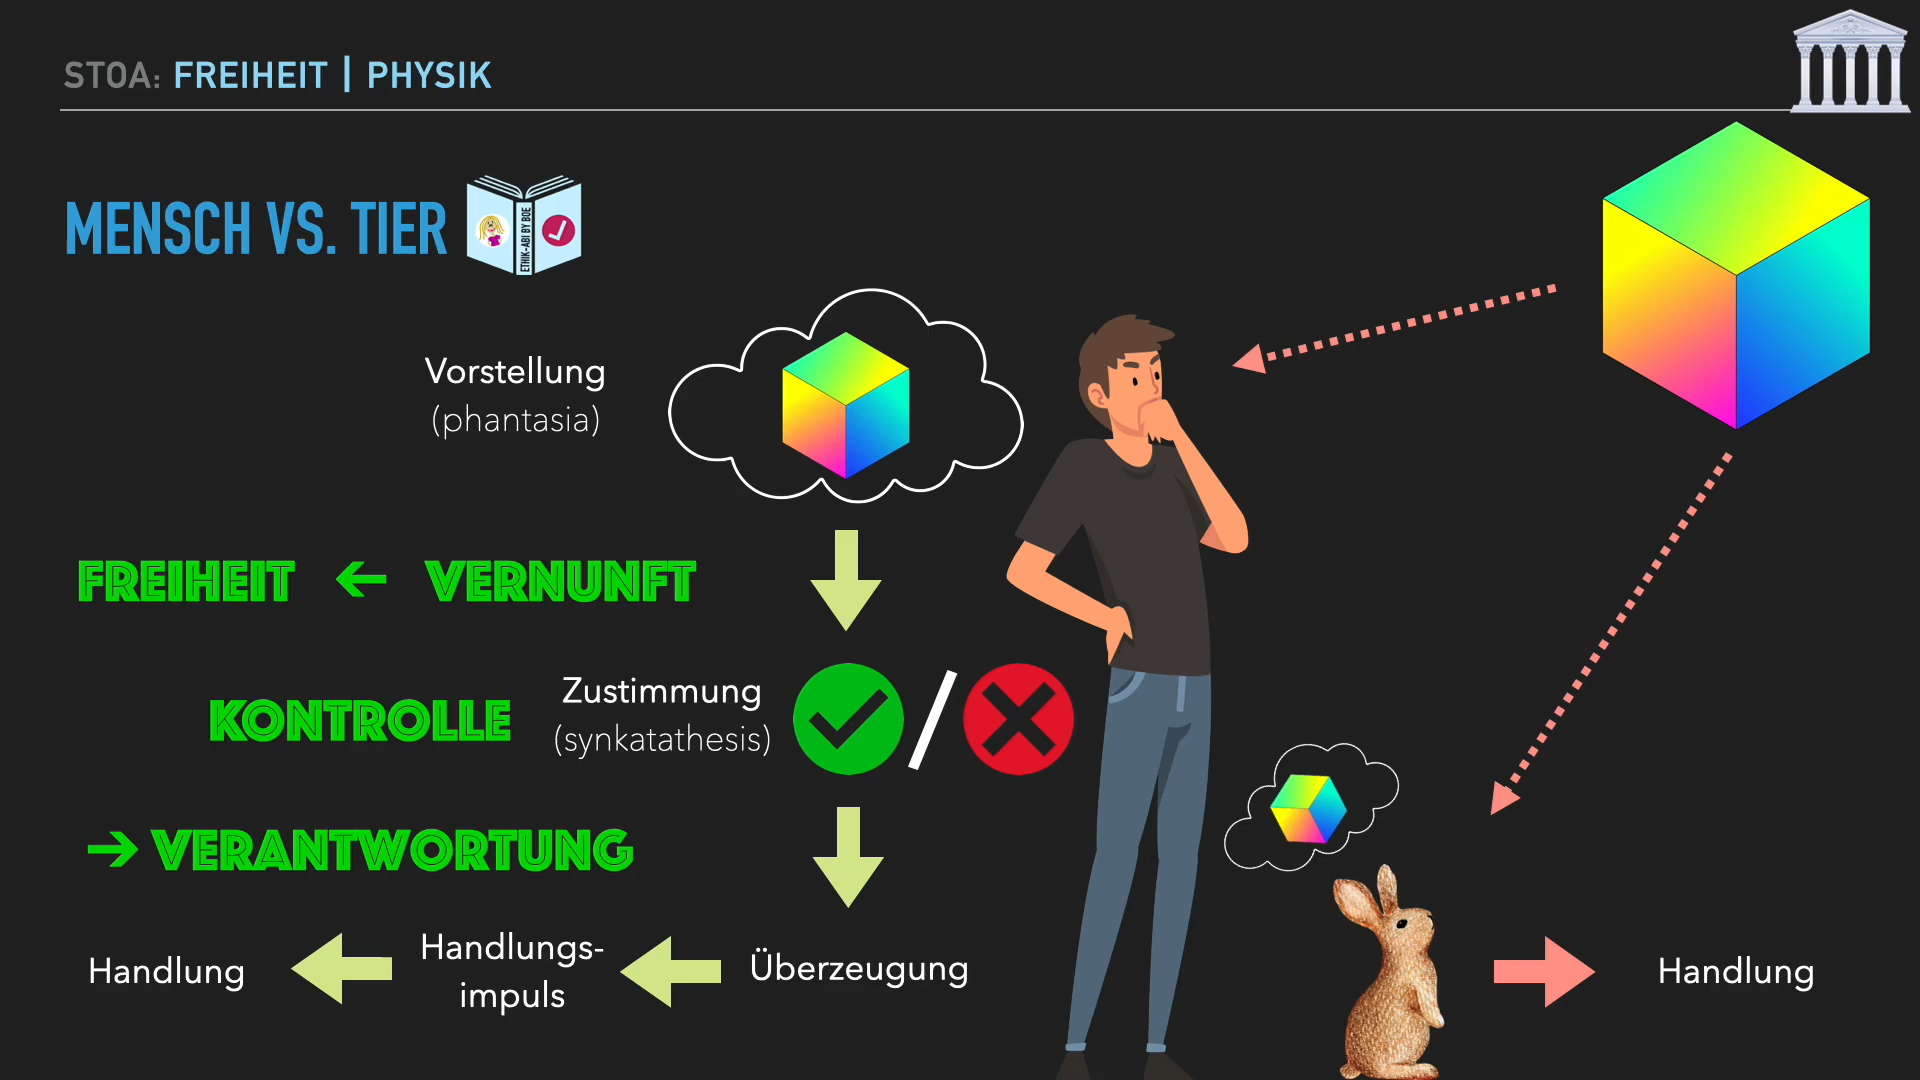 STOA: FREIHEIT | PHYSIK
MENSCH VS. TIER
ETHIK-ABI BY BOE
Vorstellung
(phantasia)
FREIHEIT ← VERNUNFT
KONTROLLE
Zustimmung
(synkatathesis)
→ VERANTWORTUNG
Handlung
Handlungs-
impuls
Überzeugung
Handlung